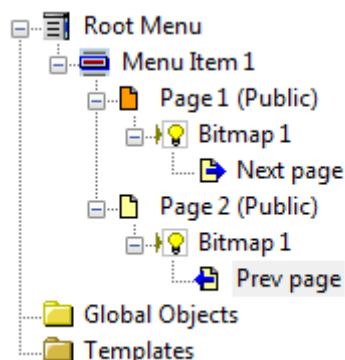 Root Menu
Menu Item 1
Page 1 (Public)
Bitmap 1
Next page
Page 2 (Public)
Bitmap 1
Prev page
Global Objects
Templates